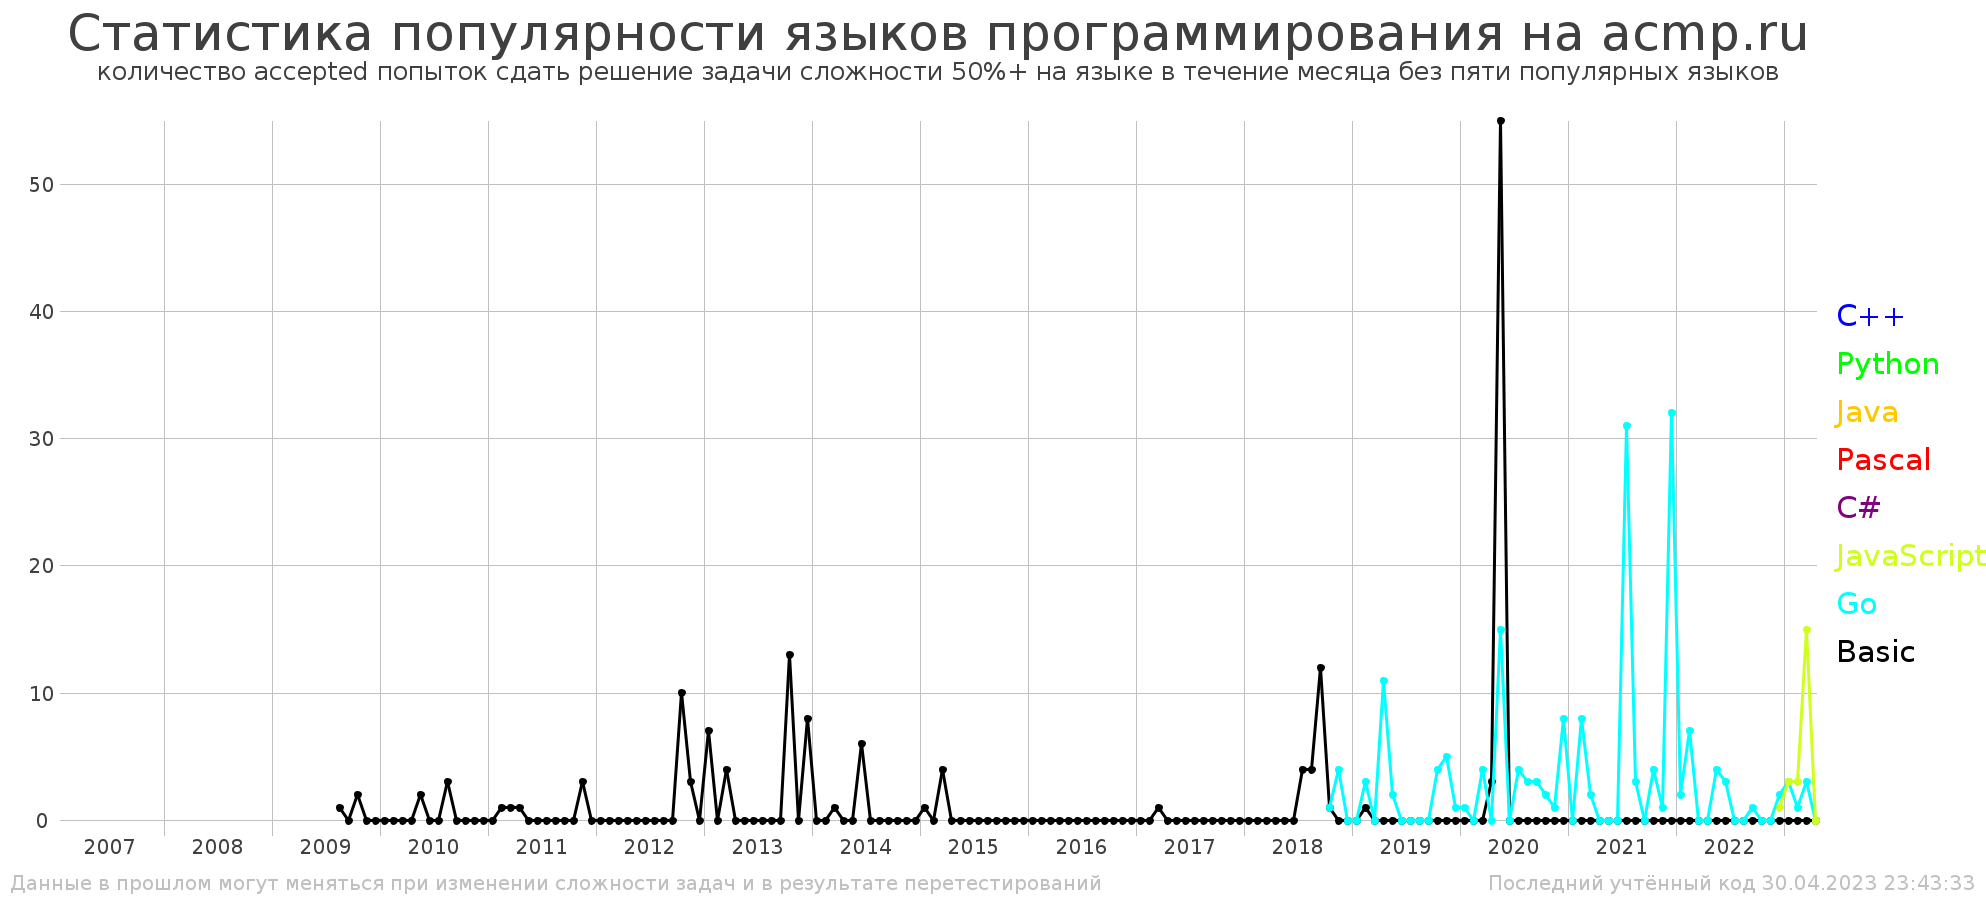 Статистика популярности языков программирования на acmp.ru
количество accepted попыток сдать решение задачи сложности 50%+ на языке в течение месяца без пяти популярных языков
50
40
30
20
10
0
C++
Python
Java
Pascal
C#
JavaScript
Go
Basic
2007 2008 2009 2010 2011 2012 2013 2014 2015 2016 2017 2018 2019 2020 2021 2022
Данные в прошлом могут меняться при изменении сложности задач и в результате перетестирований
Последний учтённый код 30.04.2023 23:43:33